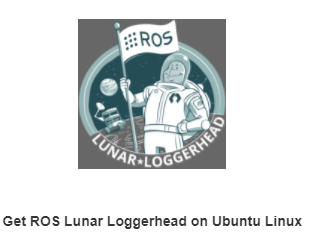 ROS
LUNAR★LOGGERHEAD
Get ROS Lunar Loggerhead on Ubuntu Linux